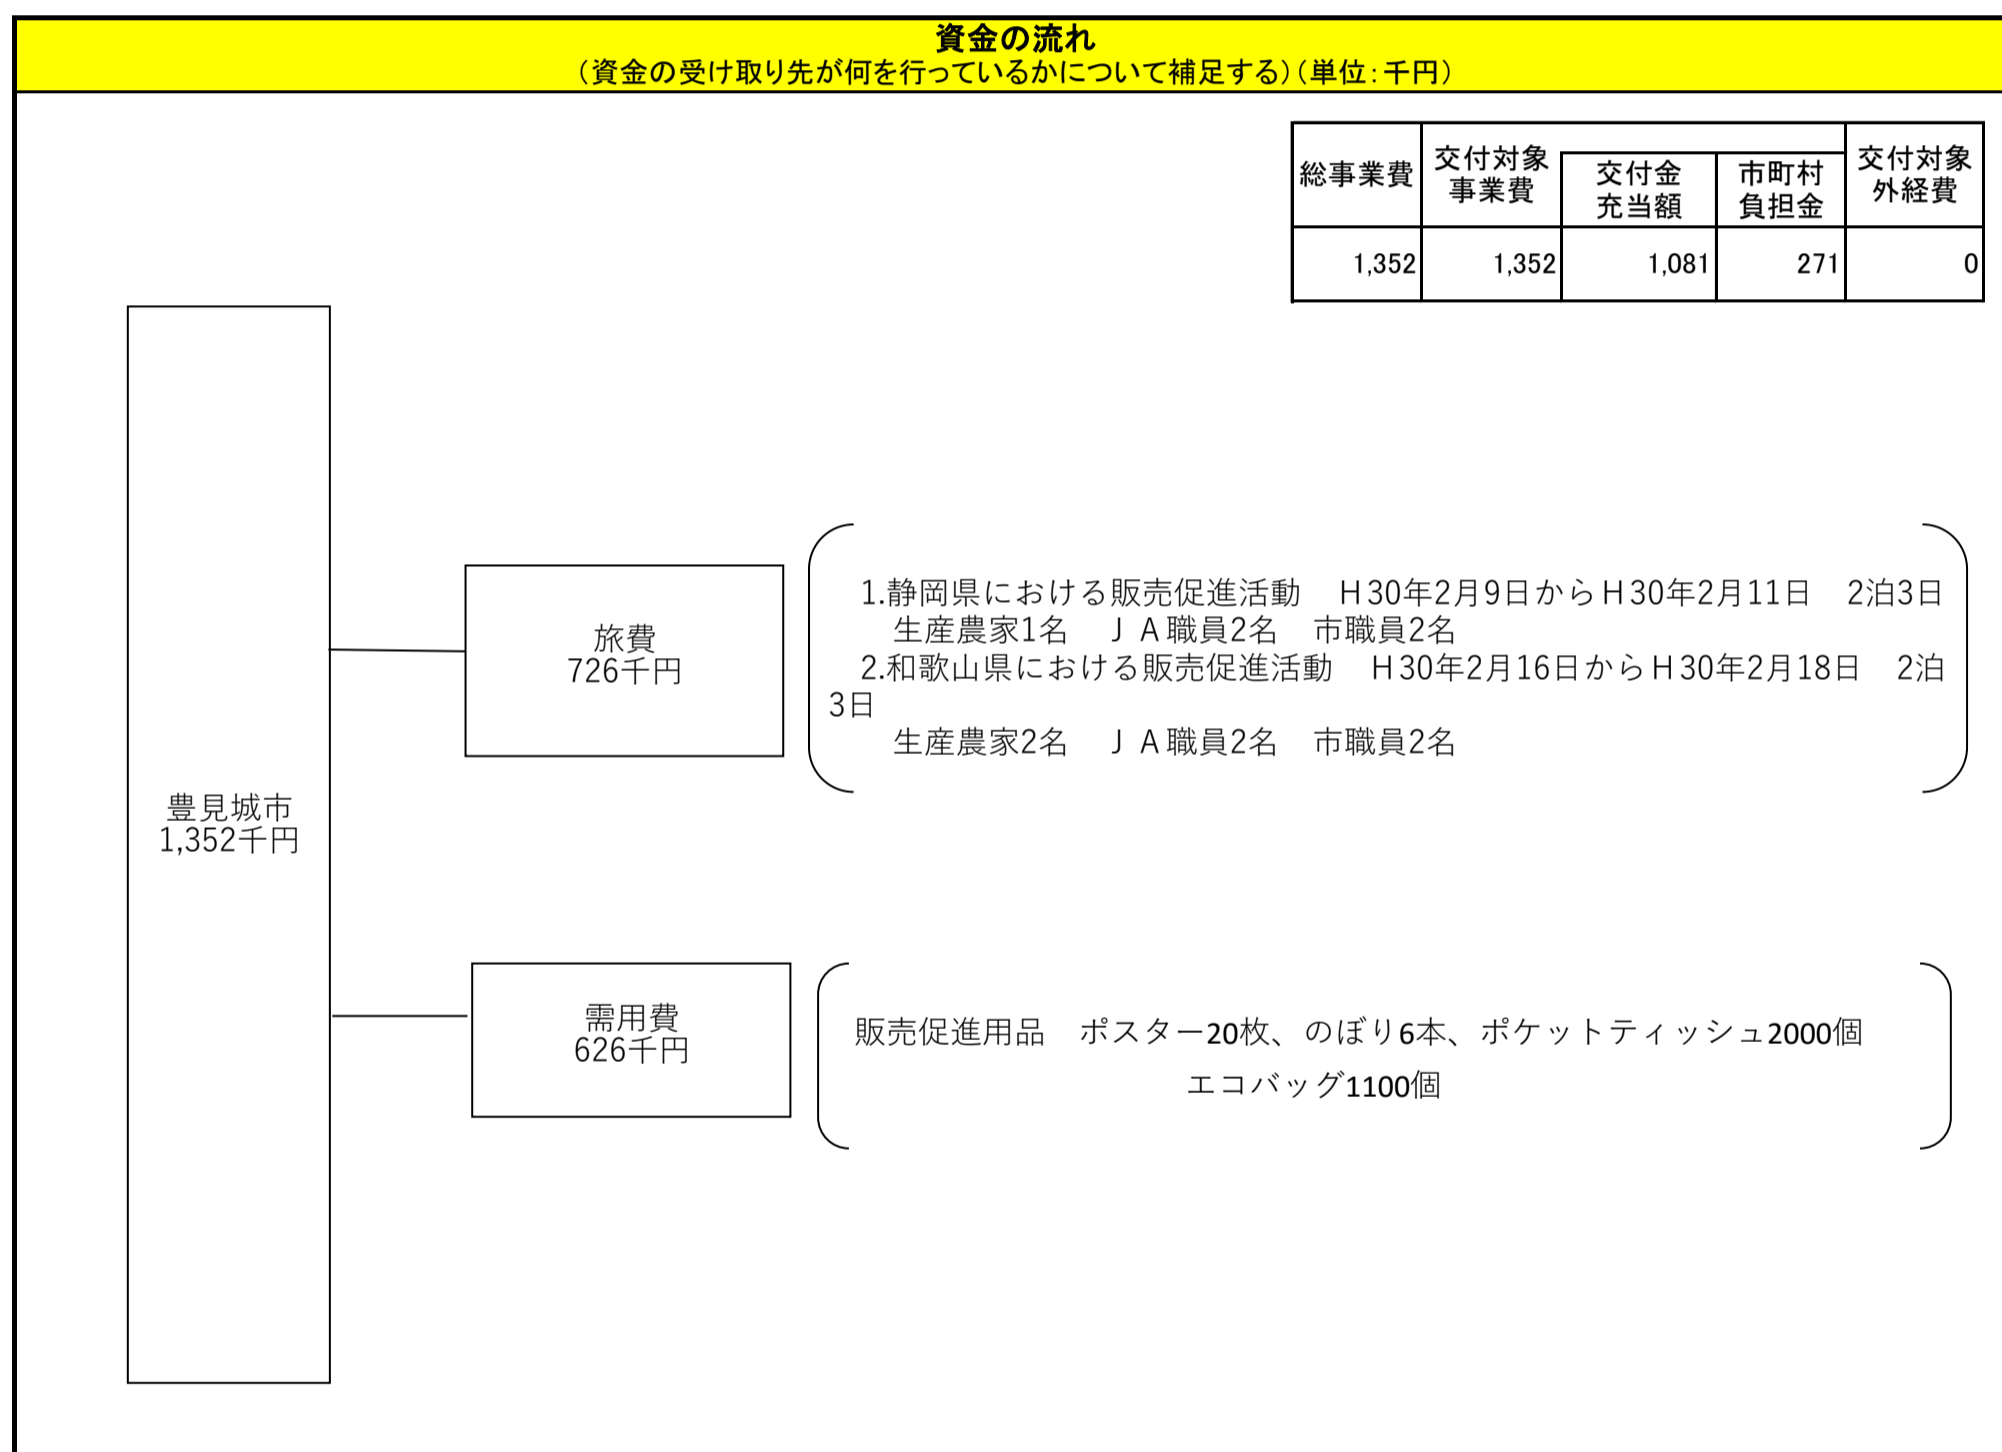 資金の流れ
（資金の受け取り先が何を行っているかについて補足する）（単位：千円）
総事業費
交付対象
事業費
交付金
充当額
市町村
負担金
交付対象
外経費
1,352 1,352 1,081 271 0
旅費
726千円
1.静岡県における販売促進活動　Ｈ30年2月9日からＨ30年2月11日　2泊3日
生産農家1名　ＪＡ職員2名　市職員2名
2.和歌山県における販売促進活動　Ｈ30年2月16日からＨ30年2月18日　2泊
3日
生産農家2名　ＪＡ職員2名　市職員2名
豊見城市
1,352千円
需用費
626千円
販売促進用品　ポスター20枚、のぼり6本、ポケットティッシュ2000個
エコバッグ1100個